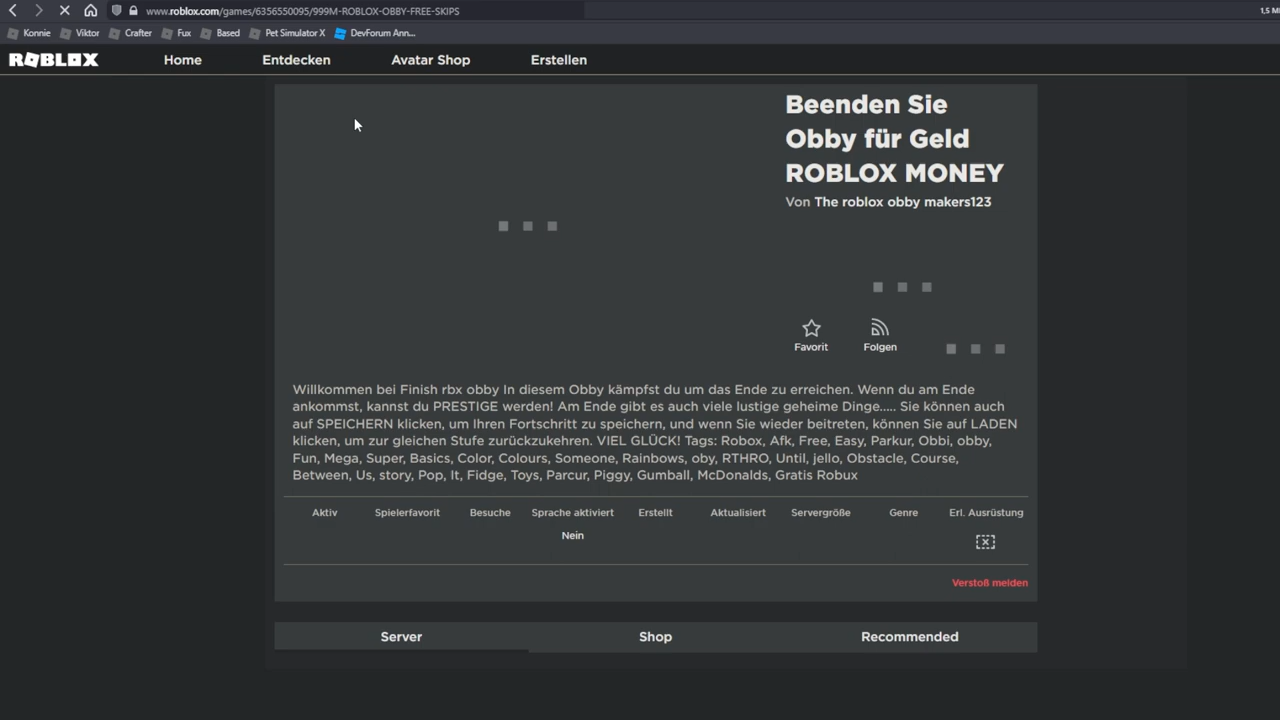 www.roblox.com/games/6356550095/999M-ROBLOX-OBBY-FREE-SKIPS
Konnie Viktor Crafter Fux Based Pet Simulator X DevForum Ann...
ROBLOX Home Entdecken Avatar Shop Erstellen
Beenden Sie
Obby für Geld
ROBLOX MONEY
Von The roblox obby makers123
Favorit Folgen
Willkommen bei Finish rbx obby In diesem Obby kämpfst du um das Ende zu erreichen. Wenn du am Ende
ankommst, kannst du PRESTIGE werden! Am Ende gibt es auch viele lustige geheime Dinge..... Sie können auch
auf SPEICHERN klicken, um Ihren Fortschritt zu speichern, und wenn Sie wieder beitreten, können Sie auf LADEN
klicken, um zur gleichen Stufe zurückzukehren. VIEL GLÜCK! Tags: Robox, Afk, Free, Easy, Parkur, Obbi, obby,
Fun, Mega, Super, Basics, Color, Colours, Someone, Rainbows, oby, RTHRO, Until, jello, Obstacle, Course,
Between, Us, story, Pop, It, Fidge, Toys, Parcur, Piggy, Gumball, McDonalds, Gratis Robux
Aktiv Spielerfavorit Besuche Sprache aktiviert Erstellt Aktualisiert Servergröße Genre Erl. Ausrüstung
Nein
Verstoß melden
Server Shop Recommended